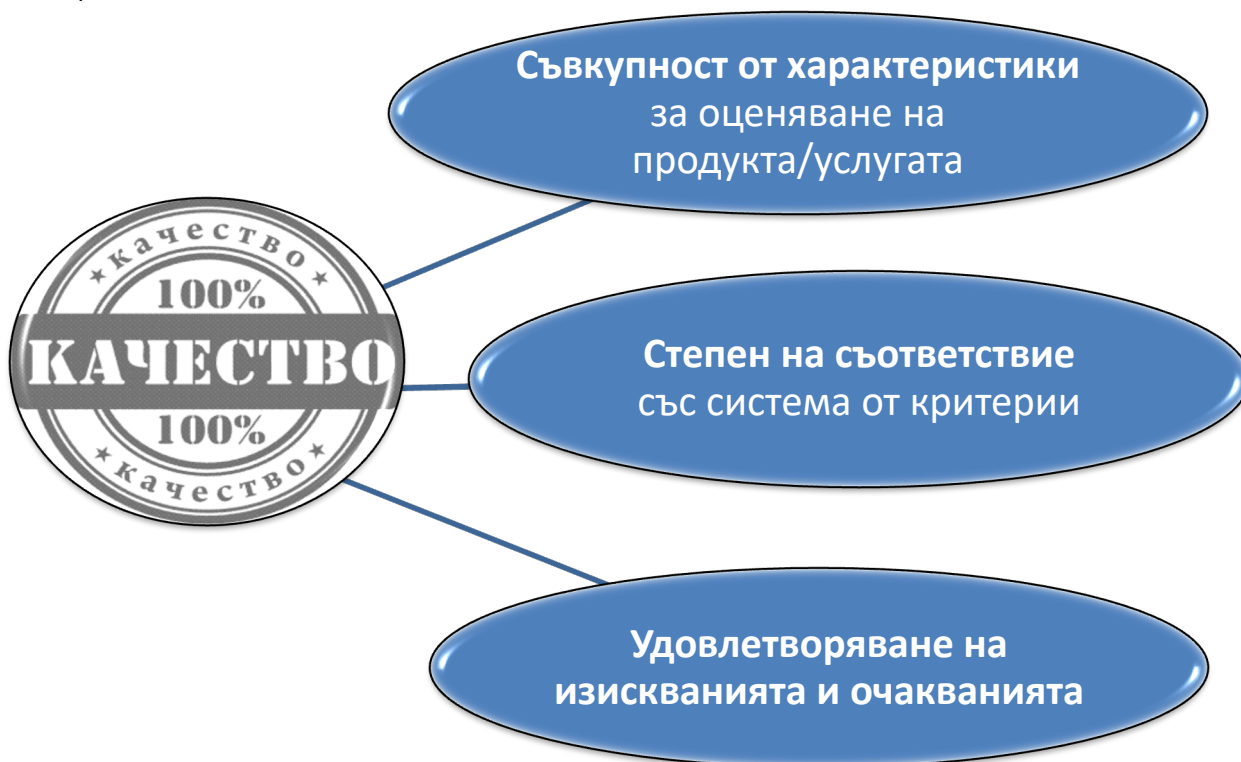 Съвкупност от характеристики
за оценяване на
продукта/услугата
качество
100%
КАЧЕСТВО
100%
качество
Степен на съответствие
със система от критерии
Удовлетворяване на
изискванията и очакванията